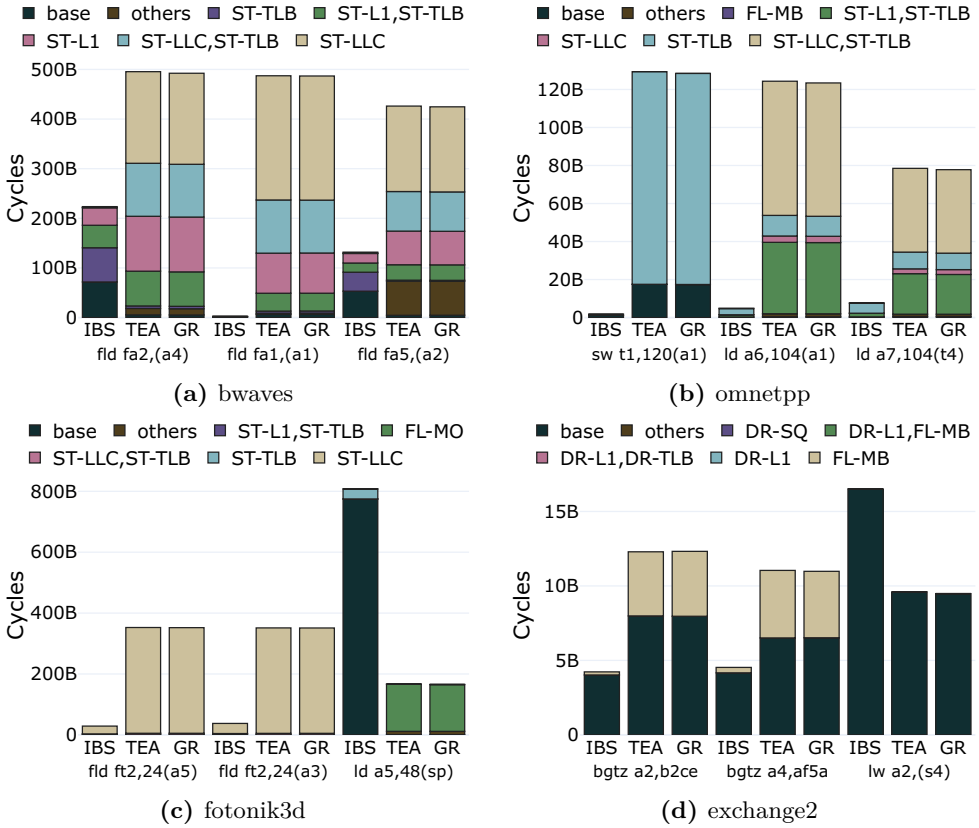 base others ST-TLB ST-L1,ST-TLB
ST-L1 ST-LLC,ST-TLB ST-LLC
500B
400B
300B
200B
100B
0
Cycles
IBS TEA GR IBS TEA GR IBS TEA GR
fld fa2,(a4) fld fa1,(a1) fld fa5,(a2)
(a) bwaves
base others FL-MB ST-L1,ST-TLB
ST-LLC ST-TLB ST-LLC,ST-TLB
120B
100B
80B
60B
40B
20B
0
Cycles
IBS TEA GR IBS TEA GR IBS TEA GR
sw t1,120(a1) ld a6,104(a1) ld a7,104(t4)
(b) omnetpp
base others ST-L1,ST-TLB FL-MO
ST-LLC,ST-TLB ST-TLB ST-LLC
800B
600B
400B
200B
0
Cycles
IBS TEA GR IBS TEA GR IBS TEA GR
fld ft2,24(a5) fld ft2,24(a3) ld a5,48(sp)
(c) fotonik3d
base others DR-SQ DR-L1,FL-MB
DR-L1,DR-TLB DR-L1 FL-MB
15B
10B
5B
0
Cycles
IBS TEA GR IBS TEA GR IBS TEA GR
bgtz a2,b2ce bgtz a4,af5a lw a2,(s4)
(d) exchange2